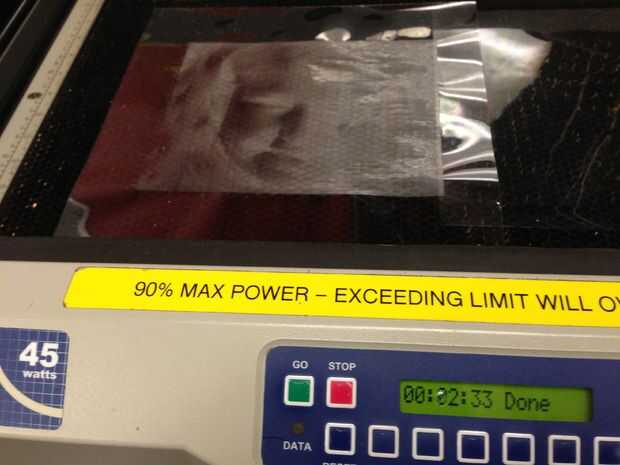 90% MAX POWER – EXCEEDING LIMIT WILL
45
watts
GO STOP
00:02:33 Done
DATA